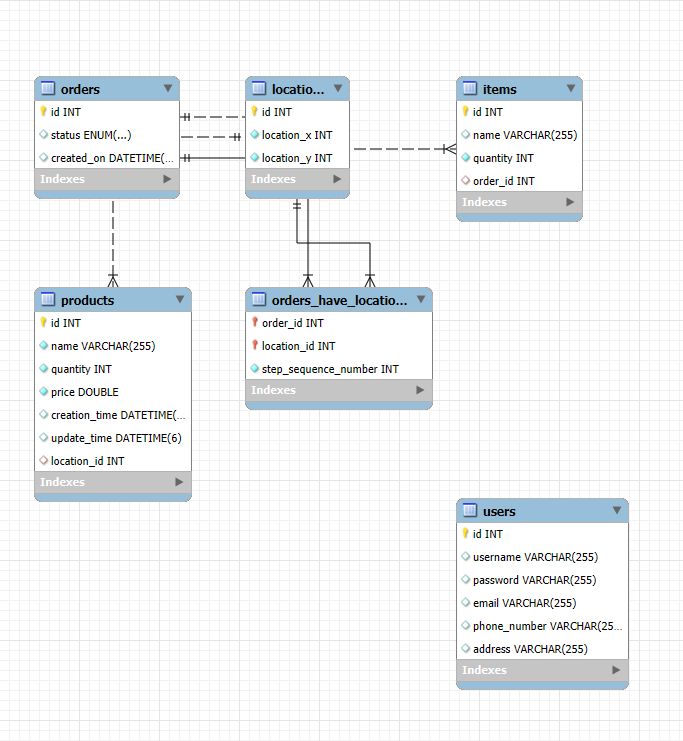 orders
id INT
status ENUM(...)
created_on DATETIME(...
Indexes
locatio...
id INT
location_x INT
location_y INT
Indexes
items
id INT
name VARCHAR(255)
quantity INT
order_id INT
Indexes
products
id INT
name VARCHAR(255)
quantity INT
price DOUBLE
creation_time DATETIME(...
update_time DATETIME(6)
location_id INT
Indexes
orders_have_locatio...
order_id INT
location_id INT
step_sequence_number INT
Indexes
users
id INT
username VARCHAR(255)
password VARCHAR(255)
email VARCHAR(255)
phone_number VARCHAR(25...
address VARCHAR(255)
Indexes